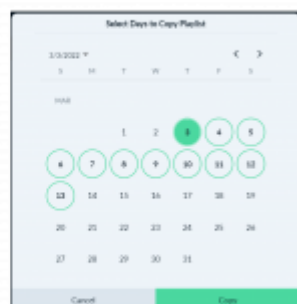 Select Days to Copy Playlist
3/3/2022
S M T W T F S
MAR
1 2 3 4 5
6 7 8 9 10 11 12
13 14 15 16 17 18 19
20 21 22 23 24 25 26
27 28 29 30 31
Cancel Copy